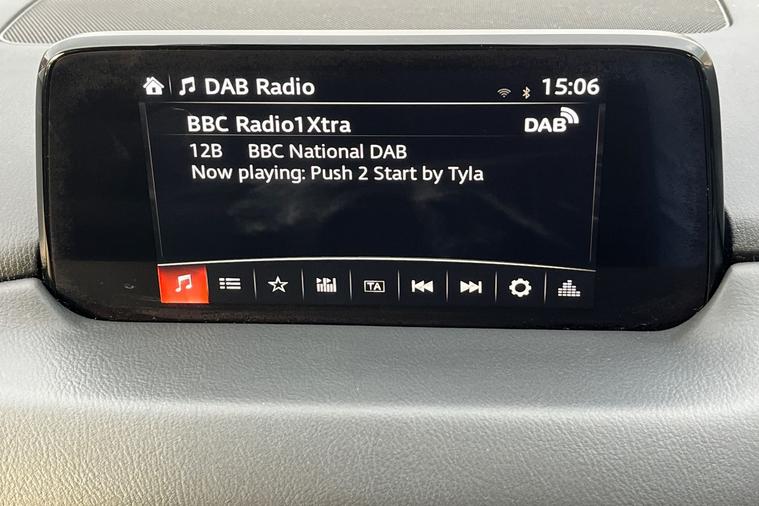 DAB Radio
15:06
BBC Radio1Xtra
DAB
12B BBC National DAB
Now playing: Push 2 Start by Tyla
TA